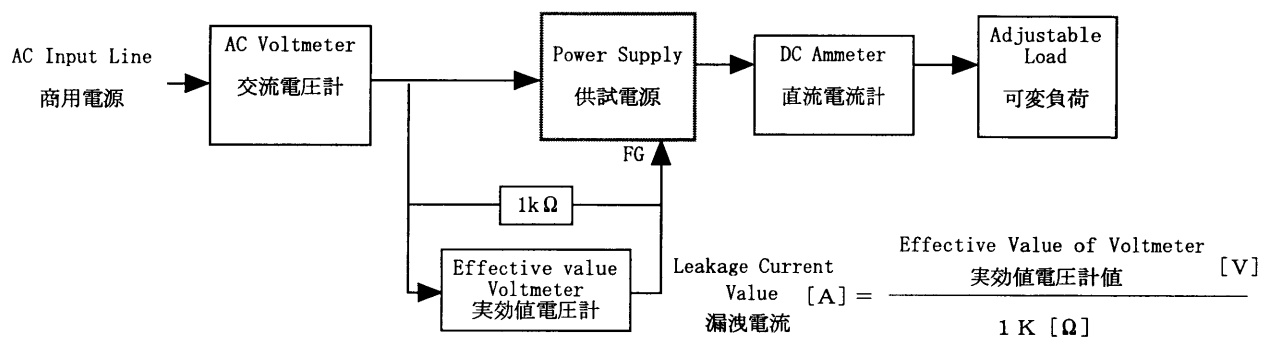 AC Input Line
商用電源
AC Voltmeter
交流電圧計
Power Supply
供試電源
DC Ammeter
直流電流計
Adjustable
Load
可変負荷
FG
1kΩ
Effective value
Voltmeter
実効値電圧計
Leakage Current
Value [A] =
漏洩電流
Effective Value of Voltmeter
実効値電圧計値 [V]
1 K [Ω]